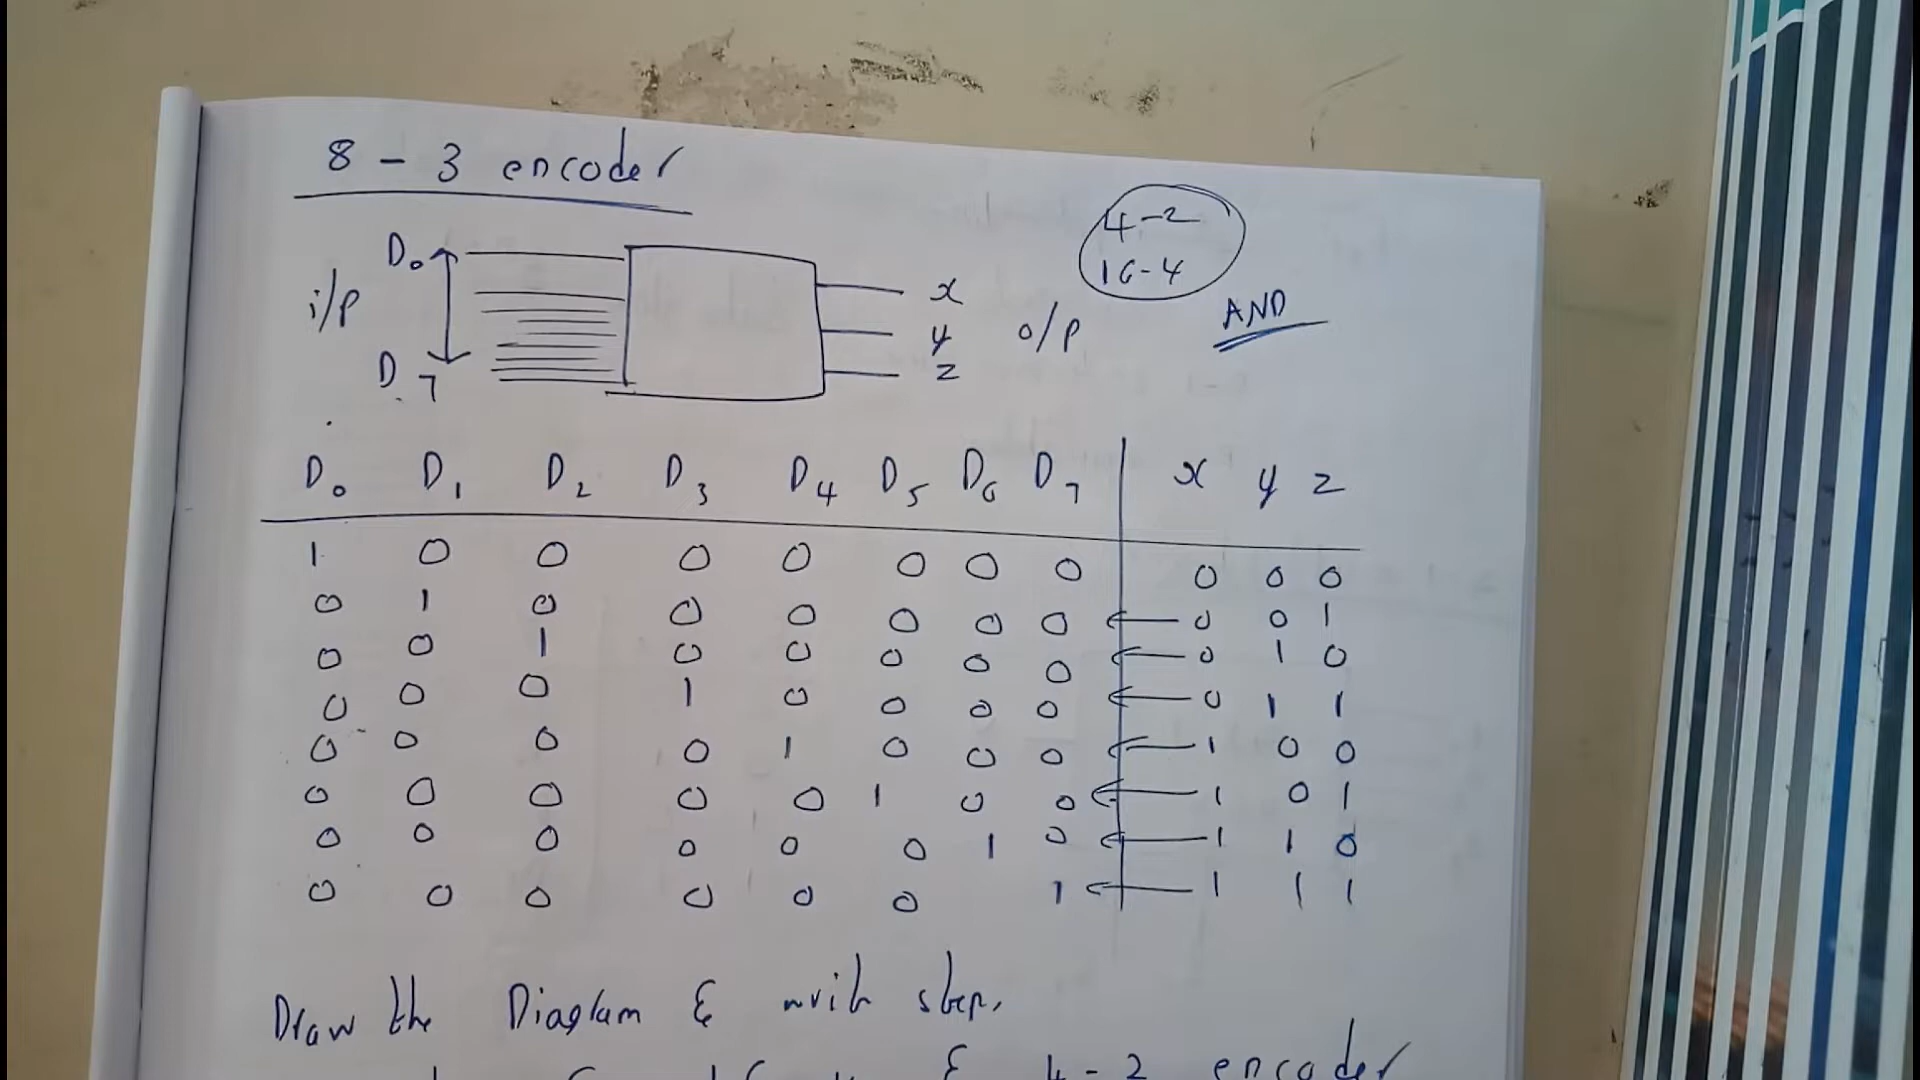 8 - 3 encoder
4-2
16-4
AND
D0
i/p
D7
x
y
z
o/p
D0 D1 D2 D3 D4 D5 D6 D7 x y z
1 0 0 0 0 0 0 0 0 0 0
0 1 0 0 0 0 0 0 0 0 1
0 0 1 0 0 0 0 0 0 1 0
0 0 0 1 0 0 0 0 0 1 1
0 0 0 0 1 0 0 0 1 0 0
0 0 0 0 0 1 0 0 1 0 1
0 0 0 0 0 0 1 0 1 1 0
0 0 0 0 0 0 1 1 1 1
Draw the Diagram & step.
& 4-2 encoder